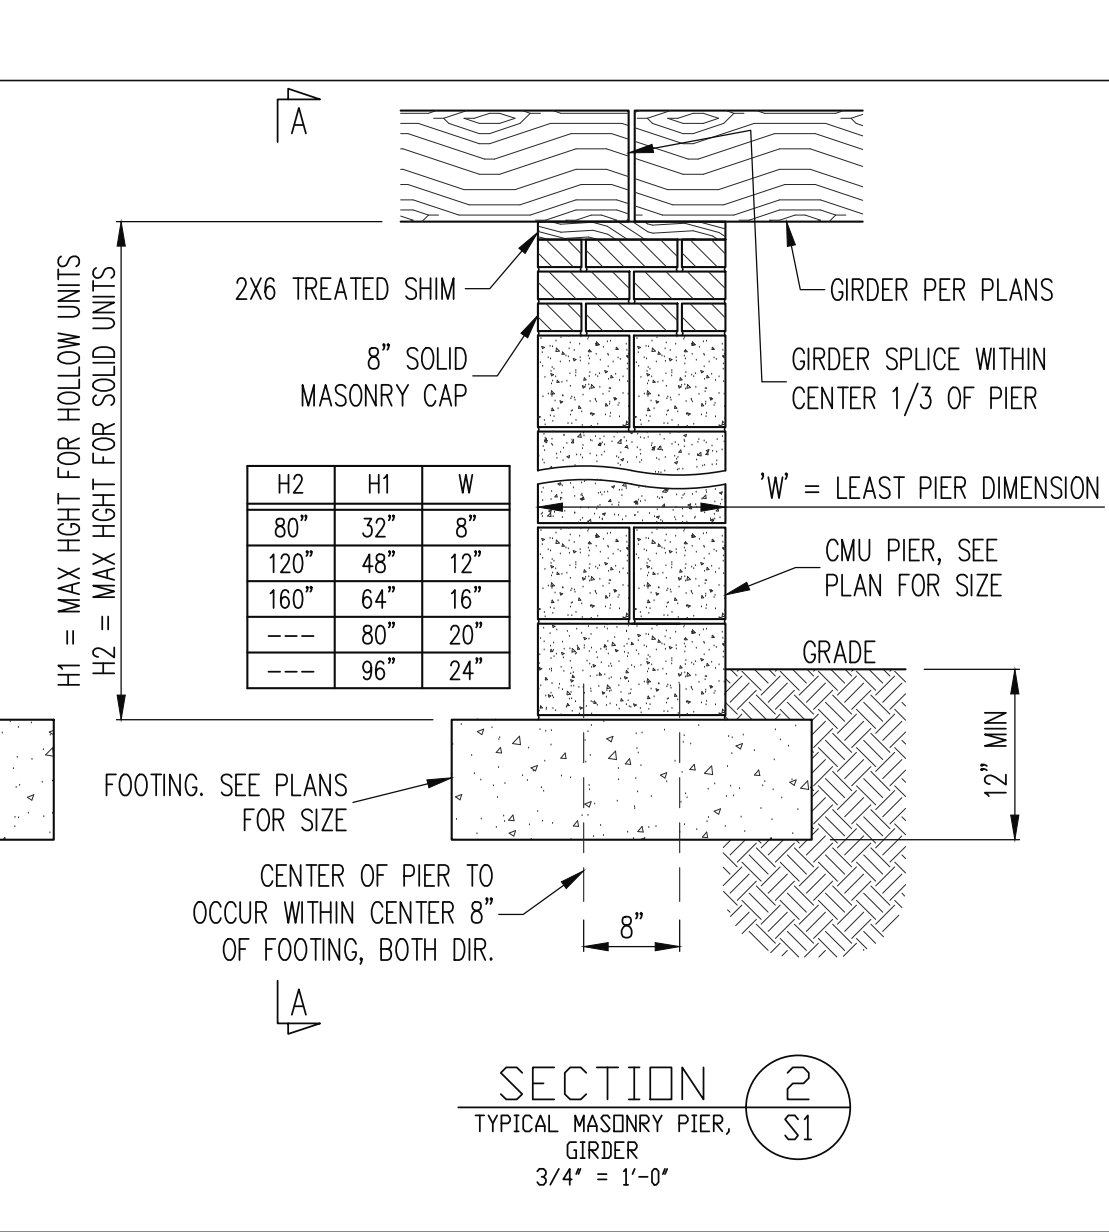 A
2X6 TREATED SHIM
8” SOLID
MASONRY CAP
GIRDER PER PLANS
GIRDER SPLICE WITHIN
CENTER 1/3 OF PIER
H1 = MAX HGHT FOR HOLLOW UNITS
H2 = MAX HGHT FOR SOLID UNITS
H2 H1 W
80” 32” 8”
120” 48” 12”
160” 64” 16”
--- 80” 20”
--- 96” 24”
'W' = LEAST PIER DIMENSION
CMU PIER, SEE
PLAN FOR SIZE
GRADE
12” MIN
FOOTING. SEE PLANS
FOR SIZE
CENTER OF PIER TO
OCCUR WITHIN CENTER 8”
OF FOOTING, BOTH DIR.
8”
A
SECTION
2
S1
TYPICAL MASONRY PIER,
GIRDER
3/4" = 1'-0"